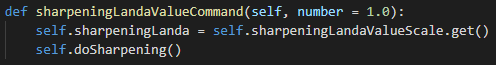 def sharpeningLandaValueCommand(self, number = 1.0):
    self.sharpeningLanda = self.sharpeningLandaValueScale.get()
    self.doSharpening()